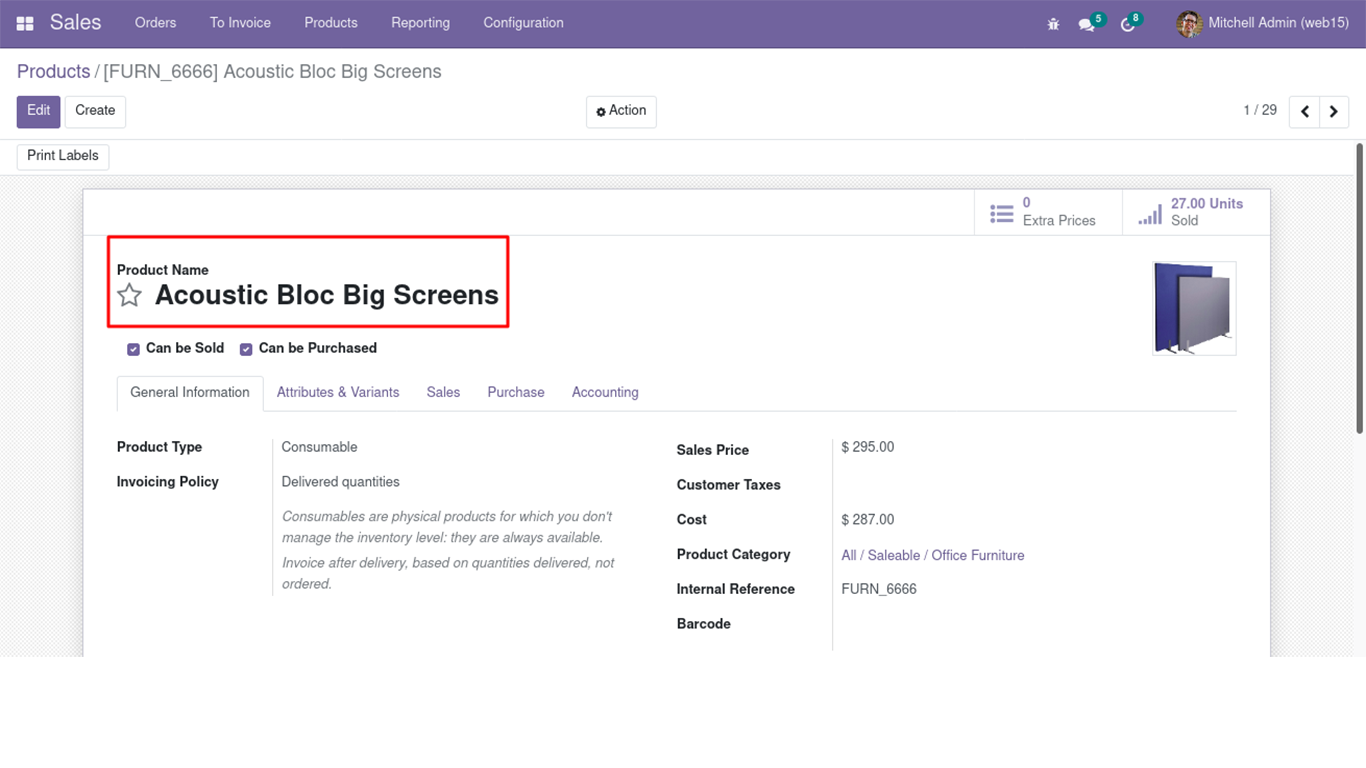 Sales Orders To Invoice Products Reporting Configuration 5 8 Mitchell Admin (web15)
Products / [FURN_6666] Acoustic Bloc Big Screens
Edit Create Action 1 / 29
Print Labels
0
Extra Prices
27.00 Units
Sold
Product Name
Acoustic Bloc Big Screens
Can be Sold Can be Purchased
General Information Attributes & Variants Sales Purchase Accounting
Product Type Consumable
Invoicing Policy Delivered quantities
Consumables are physical products for which you don't
manage the inventory level: they are always available.
Invoice after delivery, based on quantities delivered, not
ordered.
Sales Price $ 295.00
Customer Taxes
Cost $ 287.00
Product Category All / Saleable / Office Furniture
Internal Reference FURN_6666
Barcode